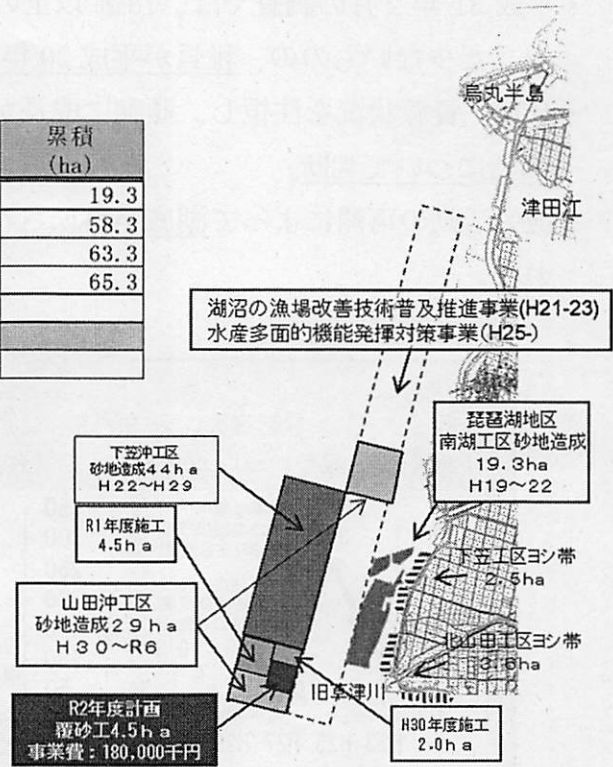 烏丸半島
累積
(ha)
19.3
58.3
63.3
65.3
津田江
湖沼の漁場改善技術普及推進事業(H21-23)
水産多面的機能発揮対策事業(H25-)
琵琶湖地区
南湖工区砂地造成
19.3ha
H19～22
下笠沖工区
砂地造成44ha
H22～H29
R1年度施工
4.5ha
下笠工区ヨシ帯
2.5ha
山田沖工区
砂地造成29ha
H30～R6
北山田工区ヨシ帯
3.6ha
旧草津川
R2年度計画
覆砂工4.5ha
事業費：180,000千円
H30年度施工
2.0ha